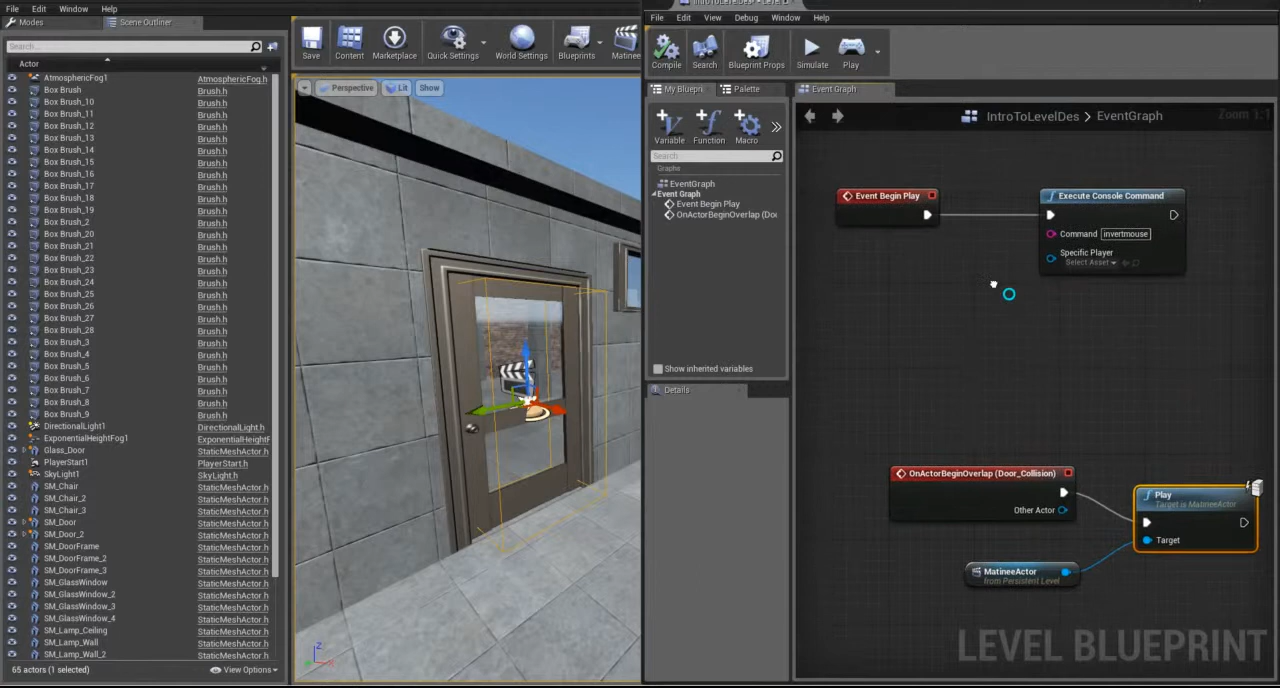 File Edit Window Help
Modes
Scene Outliner
Search...
Actor
AtmosphericFog1 AtmosphericFog.h
Box Brush Brush.h
Box Brush_10 Brush.h
Box Brush_11 Brush.h
Box Brush_12 Brush.h
Box Brush_13 Brush.h
Box Brush_14 Brush.h
Box Brush_15 Brush.h
Box Brush_16 Brush.h
Box Brush_17 Brush.h
Box Brush_18 Brush.h
Box Brush_19 Brush.h
Box Brush_2 Brush.h
Box Brush_20 Brush.h
Box Brush_21 Brush.h
Box Brush_22 Brush.h
Box Brush_23 Brush.h
Box Brush_24 Brush.h
Box Brush_25 Brush.h
Box Brush_26 Brush.h
Box Brush_27 Brush.h
Box Brush_28 Brush.h
Box Brush_3 Brush.h
Box Brush_4 Brush.h
Box Brush_5 Brush.h
Box Brush_6 Brush.h
Box Brush_7 Brush.h
Box Brush_8 Brush.h
Box Brush_9 Brush.h
DirectionalLight1 DirectionalLight.h
ExponentialHeightFog1 ExponentialHeightF
Glass_Door StaticMeshActor.h
PlayerStart1 PlayerStart.h
SkyLight1 SkyLight.h
SM_Chair StaticMeshActor.h
SM_Chair_2 StaticMeshActor.h
SM_Chair_3 StaticMeshActor.h
SM_Door StaticMeshActor.h
SM_Door_2 StaticMeshActor.h
SM_DoorFrame StaticMeshActor.h
SM_DoorFrame_2 StaticMeshActor.h
SM_DoorFrame_3 StaticMeshActor.h
SM_GlassWindow StaticMeshActor.h
SM_GlassWindow_2 StaticMeshActor.h
SM_GlassWindow_3 StaticMeshActor.h
SM_GlassWindow_4 StaticMeshActor.h
SM_Lamp_Ceiling StaticMeshActor.h
SM_Lamp_Wall StaticMeshActor.h
SM_Lamp_Wall_2 StaticMeshActor.h
65 actors (1 selected) View Options
Save Content Marketplace Quick Settings World Settings Blueprints Matinee
Perspective Lit Show
Z
File Edit View Debug Window Help
Compile Search Blueprint Props Simulate Play
My Bluepri Palette
Variable Function Macro
Search
Graphs
EventGraph
Event Graph
Event Begin Play
OnActorBeginOverlap (Doo
Show inherited variables
Details
Event Graph
IntroToLevelDes > EventGraph
Zoom 1:1
Event Begin Play
Execute Console Command
Command invertmouse
Specific Player
Select Asset
OnActorBeginOverlap (Door_Collision)
Other Actor
Play
Target is MatineeActor
Target
MatineeActor
from Persistent Level
LEVEL BLUEPRINT